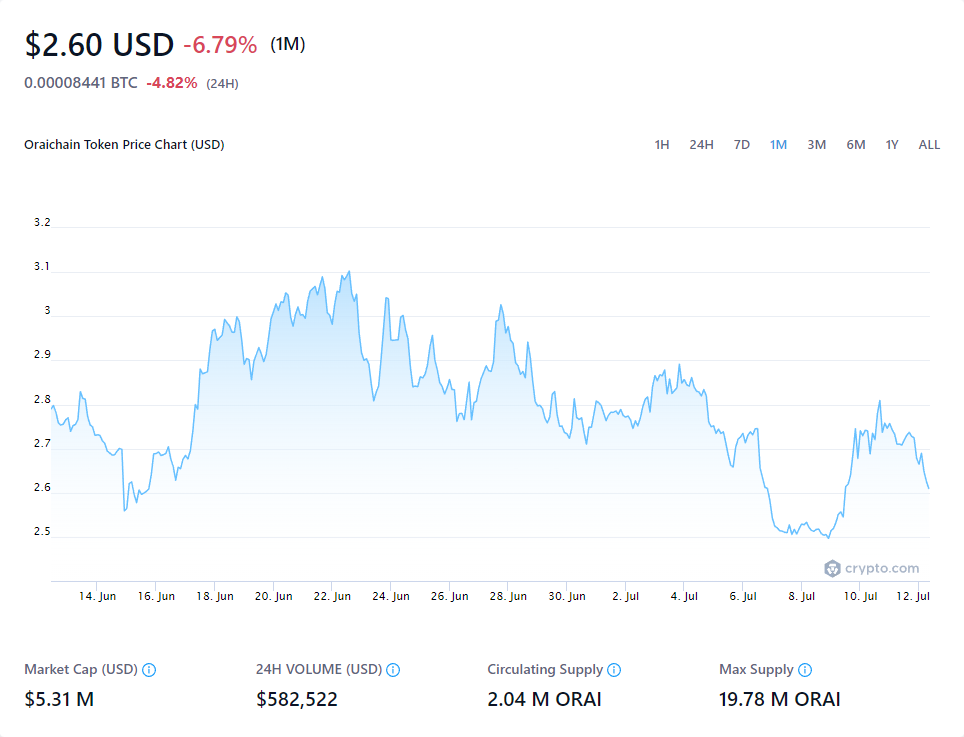 $2.60 USD -6.79% (1M)
0.00008441 BTC -4.82% (24H)
Oraichain Token Price Chart (USD) 1H 24H 7D 1M 3M 6M 1Y ALL
3.2
3.1
3
2.9
2.8
2.7
2.6
2.5
crypto.com
14. Jun 16. Jun 18. Jun 20. Jun 22. Jun 24. Jun 26. Jun 28. Jun 30. Jun 2. Jul 4. Jul 6. Jul 8. Jul 10. Jul 12. Jul
Market Cap (USD) 24H VOLUME (USD) Circulating Supply Max Supply
$5.31 M $582,522 2.04 M ORAI 19.78 M ORAI